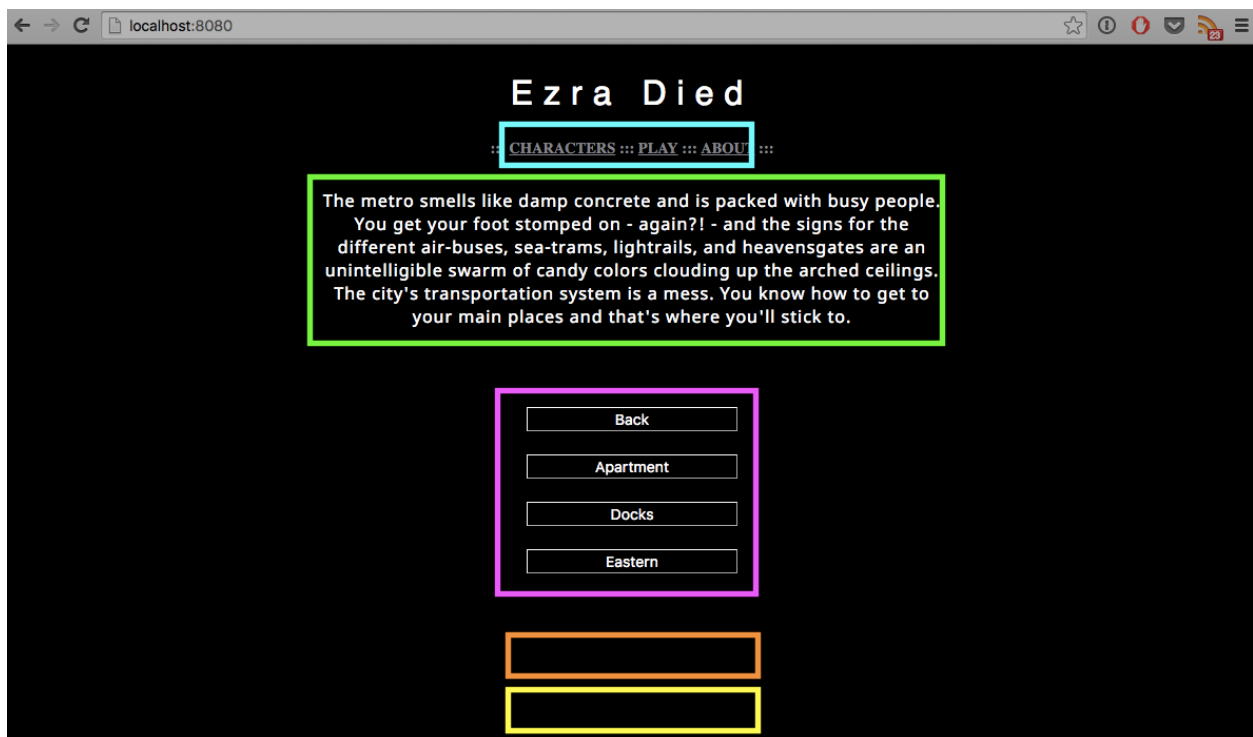 localhost:8080
23
Ezra Died
::: CHARACTERS ::: PLAY ::: ABOUT :::
The metro smells like damp concrete and is packed with busy people.
You get your foot stomped on - again?! - and the signs for the
different air-buses, sea-trams, lightrails, and heavensgates are an
unintelligible swarm of candy colors clouding up the arched ceilings.
The city's transportation system is a mess. You know how to get to
your main places and that's where you'll stick to.
Back
Apartment
Docks
Eastern